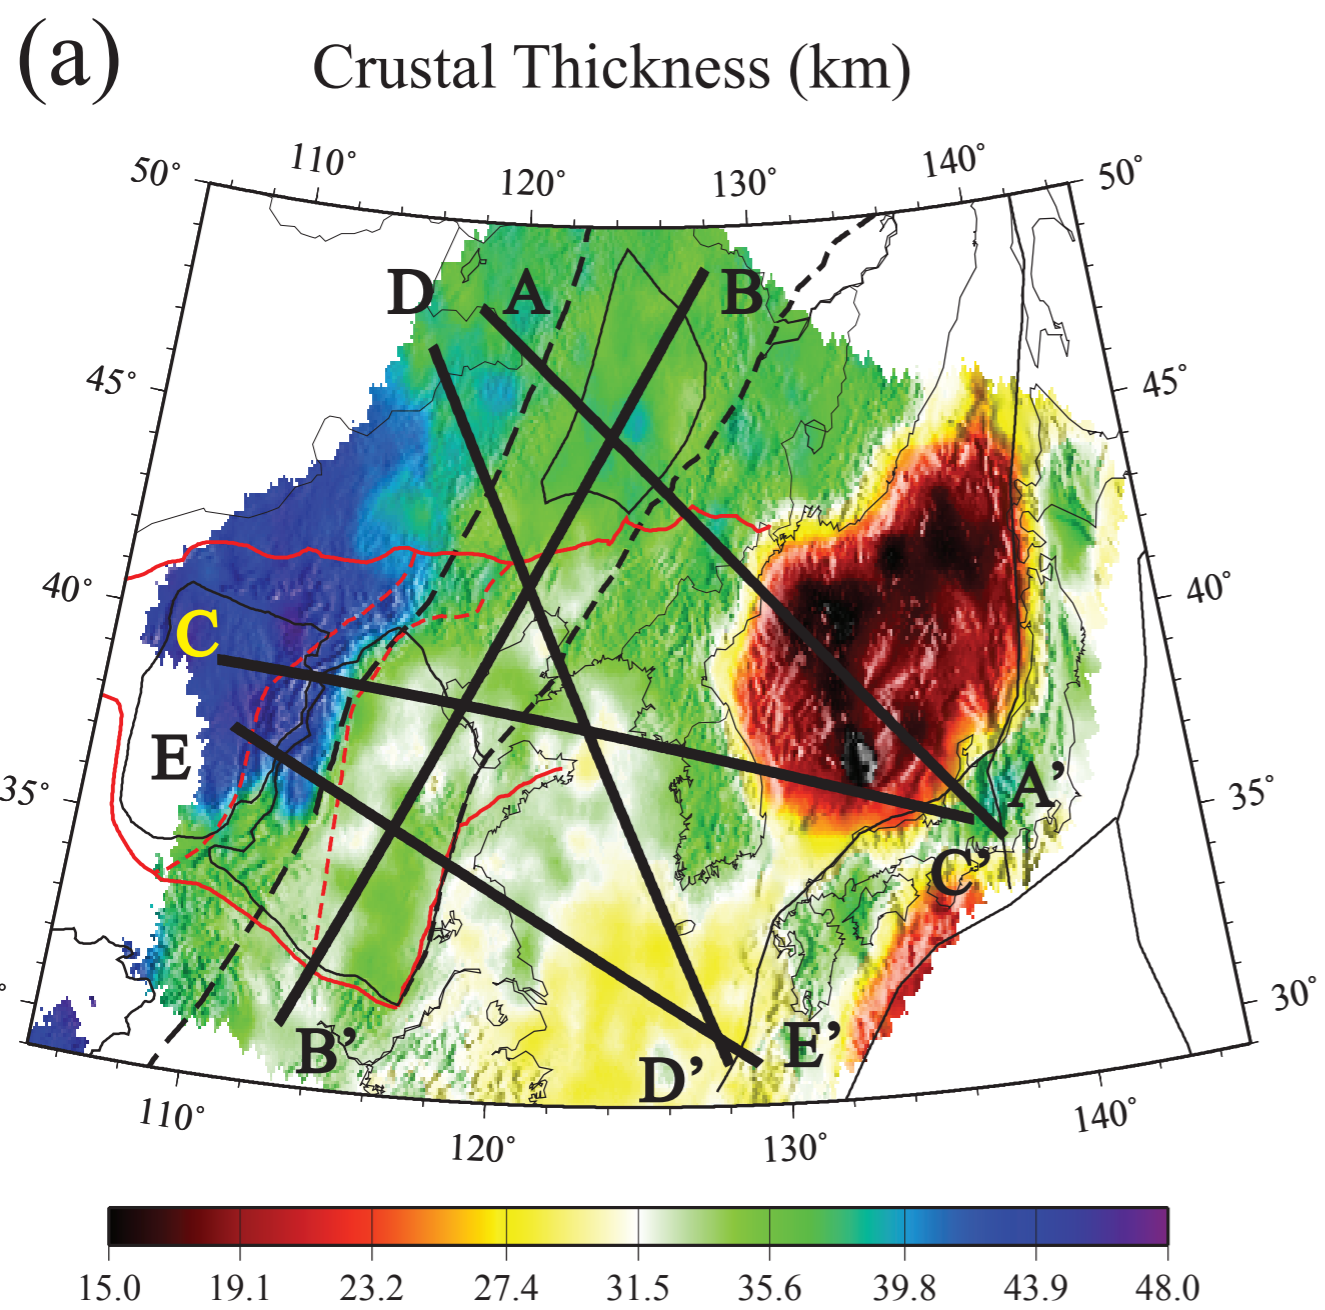 (a) Crustal Thickness (km)
50° 110° 120° 130° 140° 50°
D A B
45° 45°
40° 40°
C
E
35° A' 35°
C'
° 30°
B' D' E'
110° 120° 130° 140°
15.0 19.1 23.2 27.4 31.5 35.6 39.8 43.9 48.0